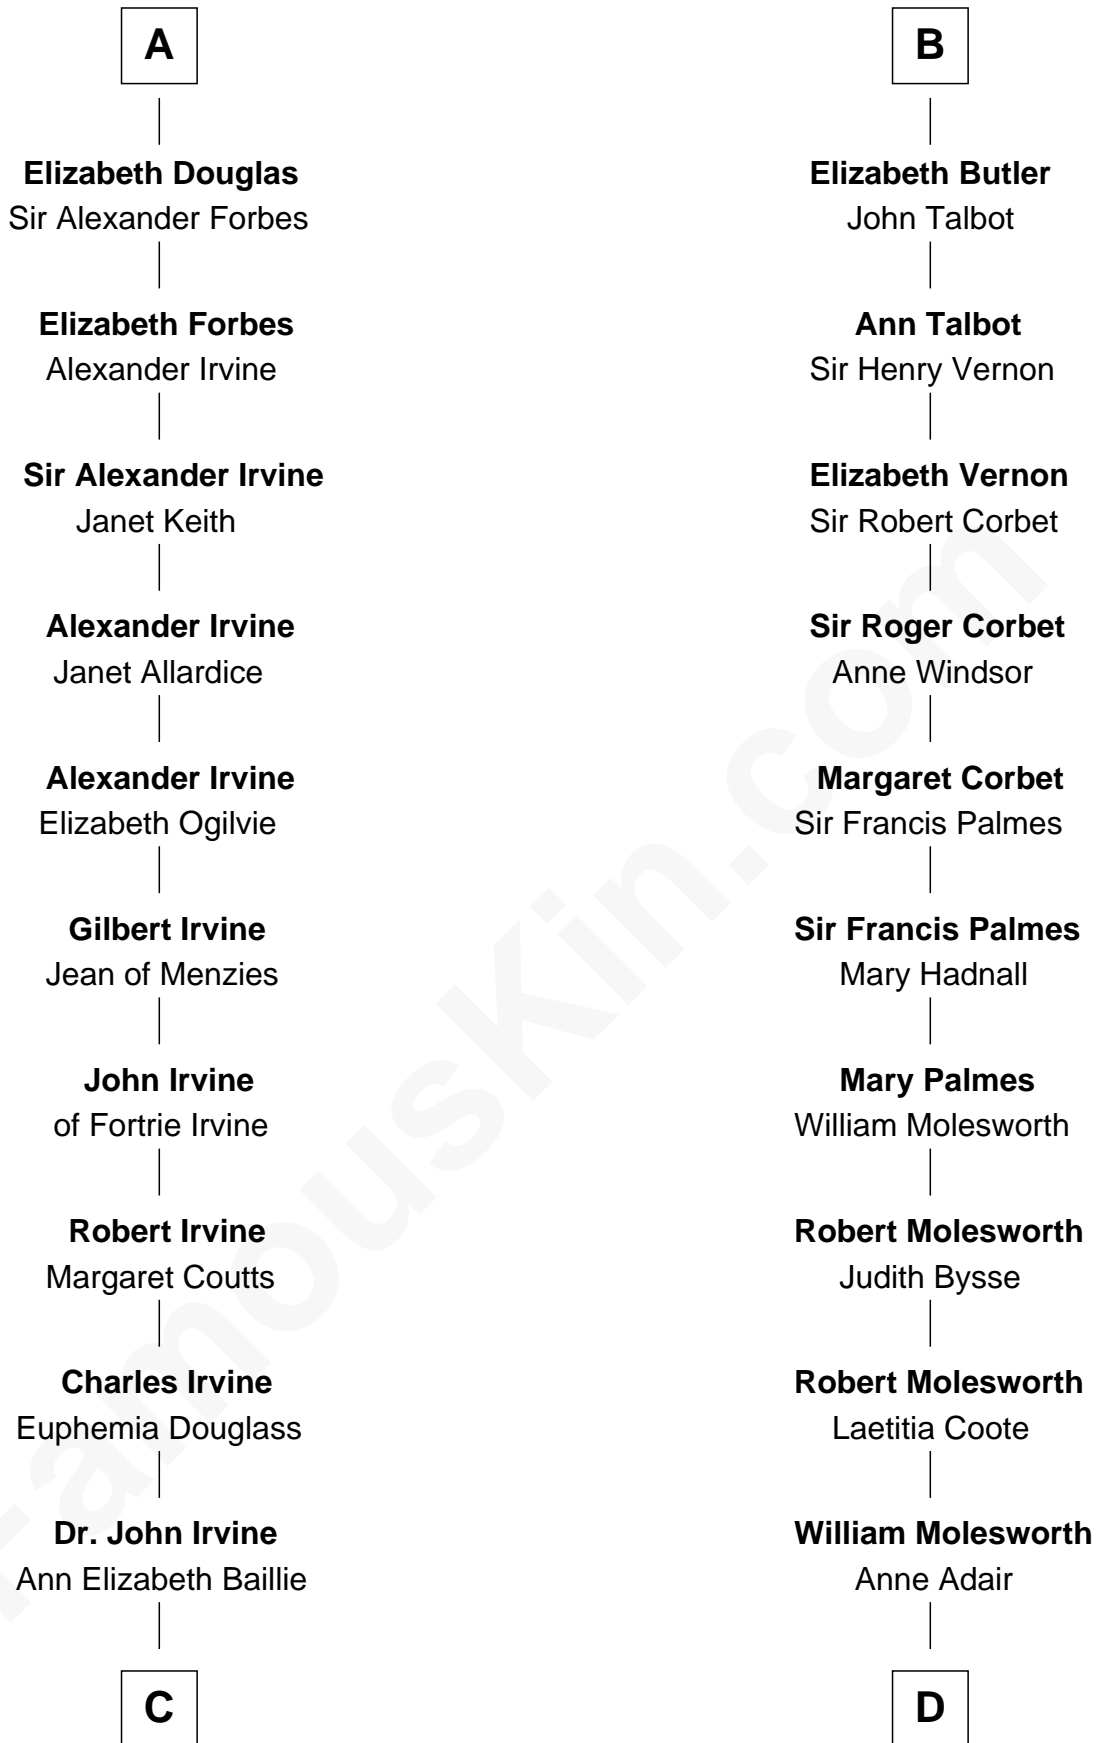 A
Elizabeth Douglas
Sir Alexander Forbes
Elizabeth Forbes
Alexander Irvine
Sir Alexander Irvine
Janet Keith
Alexander Irvine
Janet Allardice
Alexander Irvine
Elizabeth Ogilvie
Gilbert Irvine
Jean of Menzies
John Irvine
of Fortrie Irvine
Robert Irvine
Margaret Coutts
Charles Irvine
Euphemia Douglass
Dr. John Irvine
Ann Elizabeth Baillie
C
B
Elizabeth Butler
John Talbot
Ann Talbot
Sir Henry Vernon
Elizabeth Vernon
Sir Robert Corbet
Sir Roger Corbet
Anne Windsor
Margaret Corbet
Sir Francis Palmes
Sir Francis Palmes
Mary Hadnall
Mary Palmes
William Molesworth
Robert Molesworth
Judith Bysse
Robert Molesworth
Laetitia Coote
William Molesworth
Anne Adair
D
FamousKin.com